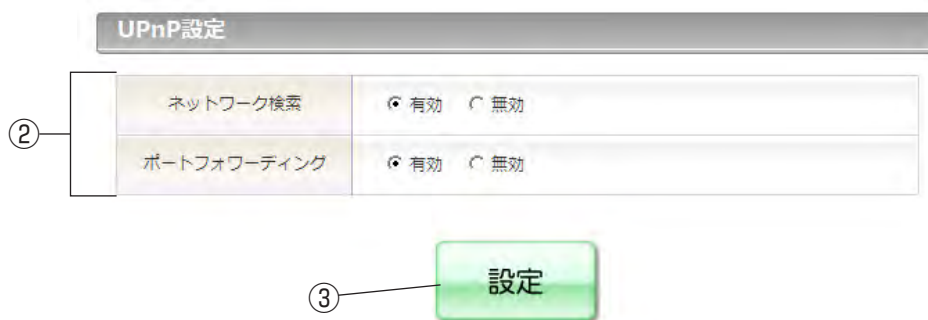 UPnP設定
②
ネットワーク検索 有効 無効
ポートフォワーディング 有効 無効
③
設定